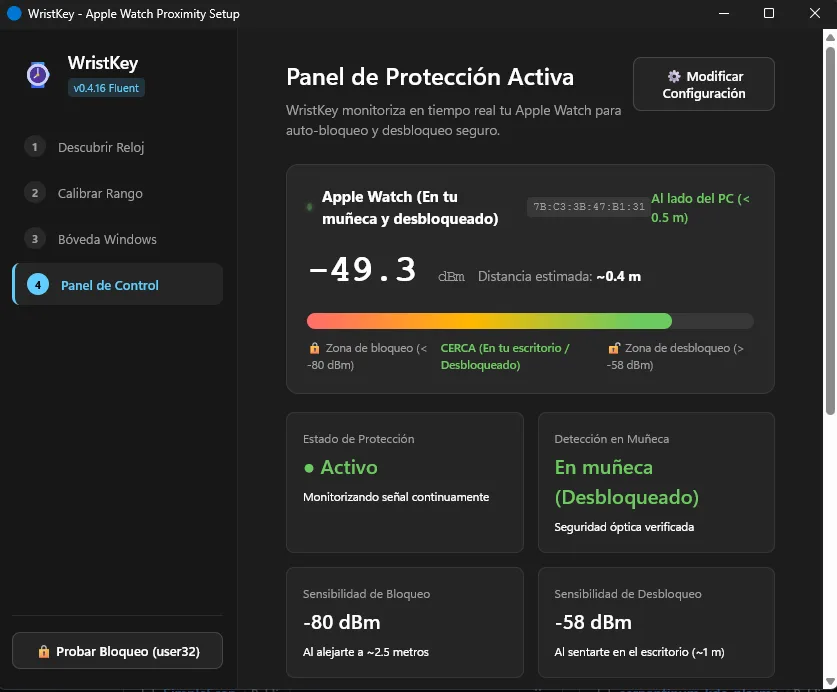 WristKey - Apple Watch Proximity Setup
WristKey
v0.4.16 Fluent
1 Descubrir Reloj
2 Calibrar Rango
3 Bóveda Windows
4 Panel de Control
🔒 Probar Bloqueo (user32)
Panel de Protección Activa
⚙️ Modificar
Configuración
WristKey monitoriza en tiempo real tu Apple Watch para
auto-bloqueo y desbloqueo seguro.
Apple Watch (En tu
muñeca y desbloqueado)
7B:C3:3B:47:B1:31
Al lado del PC (<
0.5 m)
-49.3 dBm Distancia estimada: ~0.4 m
🔒 Zona de bloqueo (<
-80 dBm)
CERCA (En tu escritorio /
Desbloqueado)
🔓 Zona de desbloqueo (>
-58 dBm)
Estado de Protección
● Activo
Monitorizando señal continuamente
Detección en Muñeca
En muñeca
(Desbloqueado)
Seguridad óptica verificada
Sensibilidad de Bloqueo
-80 dBm
Al alejarte a ~2.5 metros
Sensibilidad de Desbloqueo
-58 dBm
Al sentarte en el escritorio (~1 m)